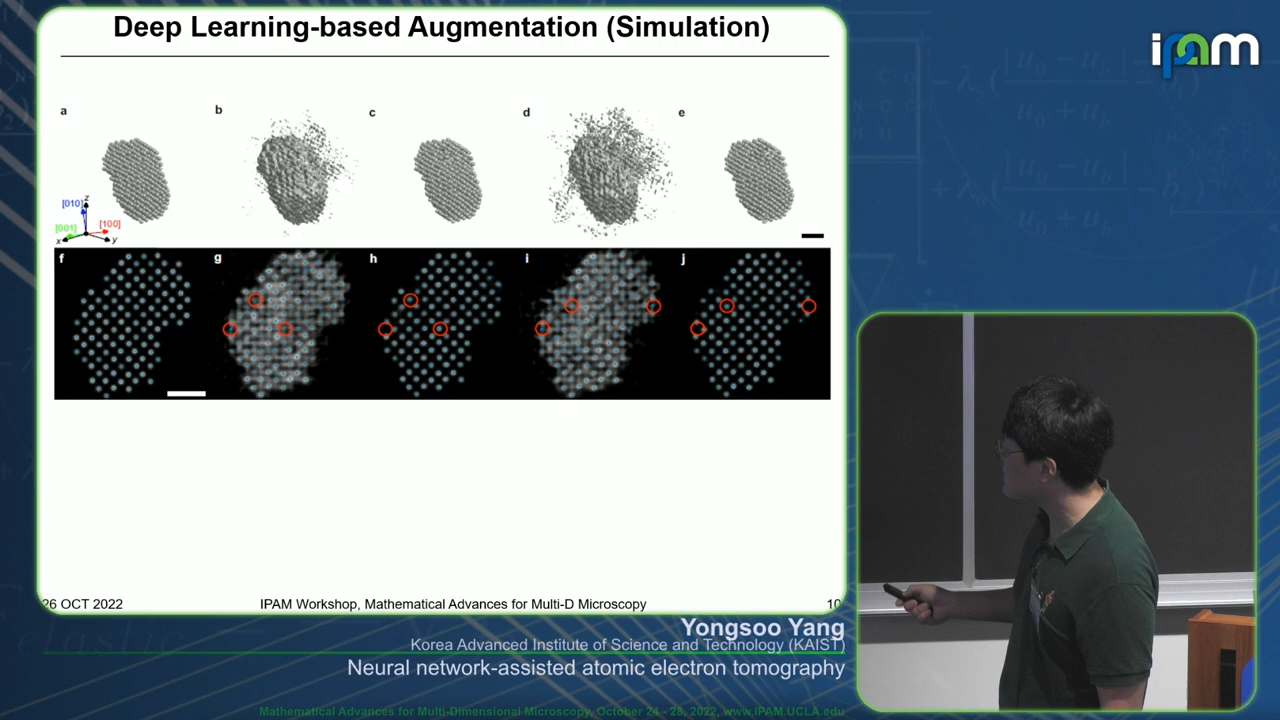 Deep Learning-based Augmentation (Simulation)
ipam
a
b
c
d
e
[010]
z
[001]
[100]
x
y
f
g
h
i
j
26 OCT 2022
IPAM Workshop, Mathematical Advances for Multi-D Microscopy
10
Yongsoo Yang
Korea Advanced Institute of Science and Technology (KAIST)
Neural network-assisted atomic electron tomography
Mathematical Advances for Multi-Dimensional Microscopy, October 24 - 28, 2022, www.IPAM.UCLA.edu